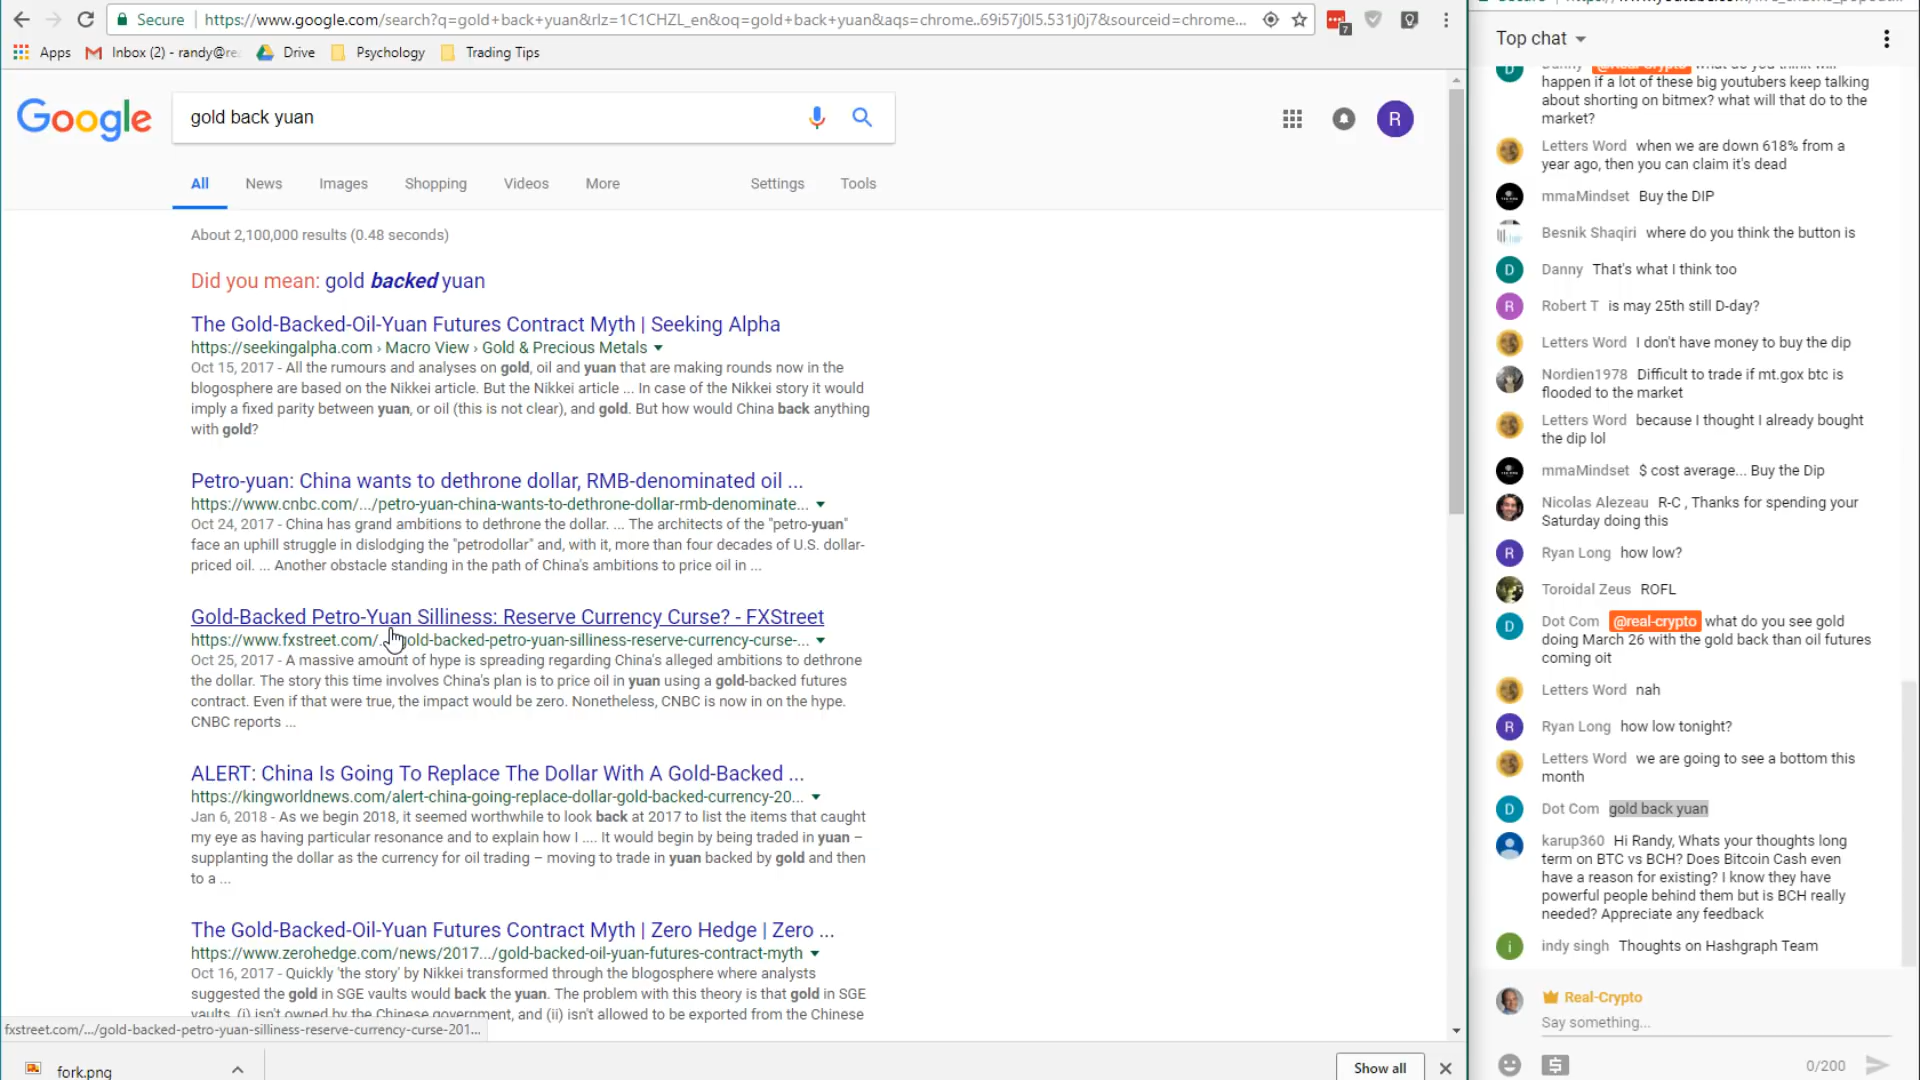 Secure https://www.google.com/search?q=gold+back+yuan&rlz=1C1CHZL_en&oq=gold+back+yuan&aqs=chrome..69i57j0l5.531j0j7&sourceid=chrome...
7
Apps Inbox (2) - randy@re Drive Psychology Trading Tips
Google gold back yuan R
All News Images Shopping Videos More Settings Tools
About 2,100,000 results (0.48 seconds)
Did you mean: gold backed yuan
The Gold-Backed-Oil-Yuan Futures Contract Myth | Seeking Alpha
https://seekingalpha.com › Macro View › Gold & Precious Metals
Oct 15, 2017 - All the rumours and analyses on gold, oil and yuan that are making rounds now in the
blogosphere are based on the Nikkei article. But the Nikkei article ... In case of the Nikkei story it would
imply a fixed parity between yuan, or oil (this is not clear), and gold. But how would China back anything
with gold?
Petro-yuan: China wants to dethrone dollar, RMB-denominated oil ...
https://www.cnbc.com/.../petro-yuan-china-wants-to-dethrone-dollar-rmb-denominate...
Oct 24, 2017 - China has grand ambitions to dethrone the dollar. ... The architects of the "petro-yuan"
face an uphill struggle in dislodging the "petrodollar" and, with it, more than four decades of U.S. dollar-
priced oil. ... Another obstacle standing in the path of China's ambitions to price oil in ...
Gold-Backed Petro-Yuan Silliness: Reserve Currency Curse? - FXStreet
https://www.fxstreet.com/... gold-backed-petro-yuan-silliness-reserve-currency-curse-...
Oct 25, 2017 - A massive amount of hype is spreading regarding China's alleged ambitions to dethrone
the dollar. The story this time involves China's plan is to price oil in yuan using a gold-backed futures
contract. Even if that were true, the impact would be zero. Nonetheless, CNBC is now in on the hype.
CNBC reports ...
ALERT: China Is Going To Replace The Dollar With A Gold-Backed ...
https://kingworldnews.com/alert-china-going-replace-dollar-gold-backed-currency-20...
Jan 6, 2018 - As we begin 2018, it seemed worthwhile to look back at 2017 to list the items that caught
my eye as having particular resonance and to explain how I .... It would begin by being traded in yuan –
supplanting the dollar as the currency for oil trading – moving to trade in yuan backed by gold and then
to a ...
The Gold-Backed-Oil-Yuan Futures Contract Myth | Zero Hedge | Zero ...
https://www.zerohedge.com/news/2017.../gold-backed-oil-yuan-futures-contract-myth
Oct 16, 2017 - Quickly 'the story' by Nikkei transformed through the blogosphere where analysts
suggested the gold in SGE vaults would back the yuan. The problem with this theory is that gold in SGE
vaults, (i) isn't owned by the Chinese government, and (ii) isn't allowed to be exported from the Chinese
fxstreet.com/.../gold-backed-petro-yuan-silliness-reserve-currency-curse-201...
fork.png Show all
Top chat
D Danny @Real-Crypto what do you think will
happen if a lot of these big youtubers keep talking
about shorting on bitmex? what will that do to the
market?
Letters Word when we are down 618% from a
year ago, then you can claim it's dead
mmaMindset Buy the DIP
Besnik Shaqiri where do you think the button is
D Danny That's what I think too
R Robert T is may 25th still D-day?
Letters Word I don't have money to buy the dip
Nordien1978 Difficult to trade if mt.gox btc is
flooded to the market
Letters Word because I thought I already bought
the dip lol
mmaMindset $ cost average... Buy the Dip
Nicolas Alezeau R-C , Thanks for spending your
Saturday doing this
R Ryan Long how low?
Toroidal Zeus ROFL
D Dot Com @real-crypto what do you see gold
doing March 26 with the gold back than oil futures
coming oit
Letters Word nah
R Ryan Long how low tonight?
Letters Word we are going to see a bottom this
month
D Dot Com gold back yuan
karup360 Hi Randy, Whats your thoughts long
term on BTC vs BCH? Does Bitcoin Cash even
have a reason for existing? I know they have
powerful people behind them but is BCH really
needed? Appreciate any feedback
i indy singh Thoughts on Hashgraph Team
Real-Crypto
Say something...
0/200